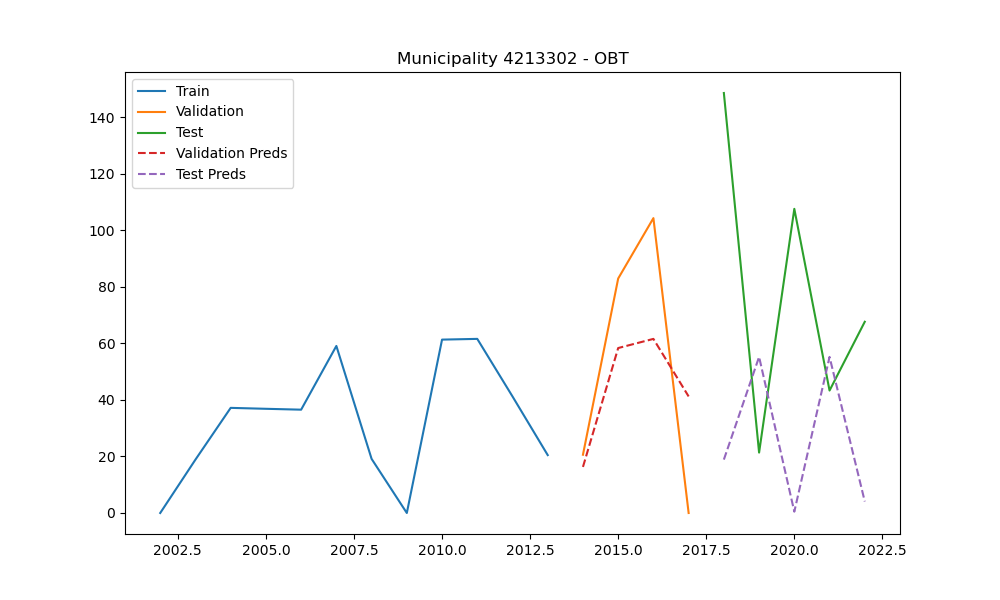 Municipality 4213302 - OBT
Train
Validation
Test
Validation Preds
Test Preds
140
120
100
80
60
40
20
0
2002.5 2005.0 2007.5 2010.0 2012.5 2015.0 2017.5 2020.0 2022.5